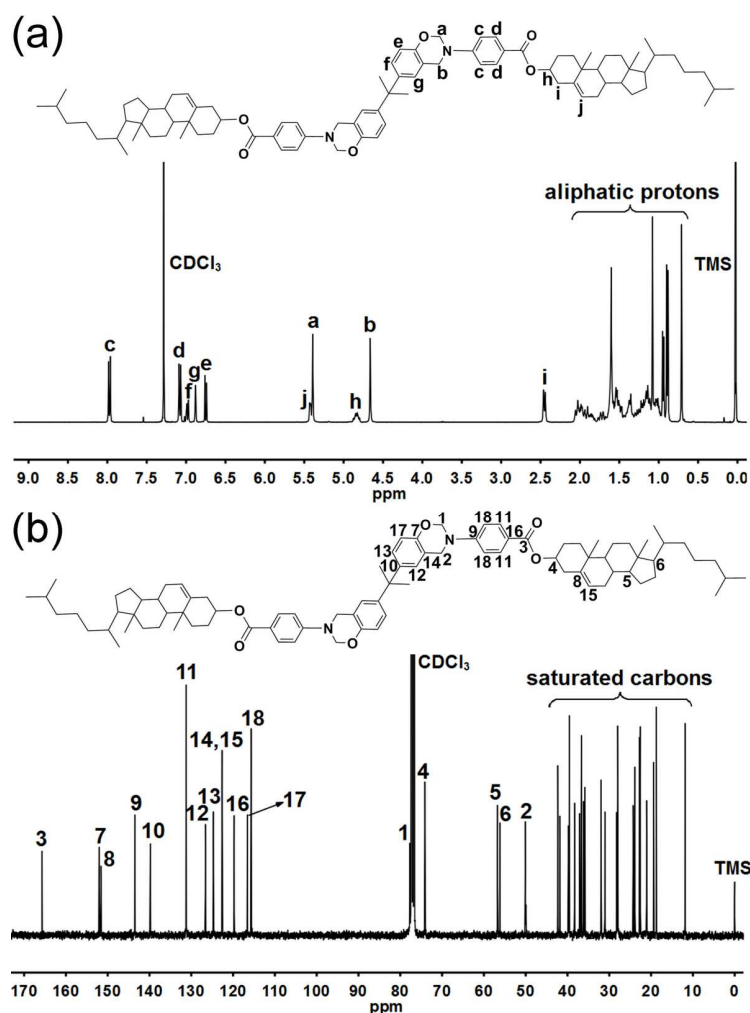 (a)
a
O
N
b
e
f
g
c d
c d
O
O
h
i
j
O
O
N
O
aliphatic protons
CDCl₃
TMS
c
d
f
g
e
j
a
h
b
i
9.0 8.5 8.0 7.5 7.0 6.5 6.0 5.5 5.0 4.5 4.0 3.5 3.0 2.5 2.0 1.5 1.0 0.5 0.0
ppm
(b)
1
17 7 O
N
2
13
10
12
14
9
18 11
18 11
16 O
3
O
4
8
15
5
6
O
O
N
O
CDCl₃
saturated carbons
11
18
14,15
9
13
12
16
17
10
3
7
8
1
4
5
6
2
TMS
170 160 150 140 130 120 110 100 90 80 70 60 50 40 30 20 10 0
ppm